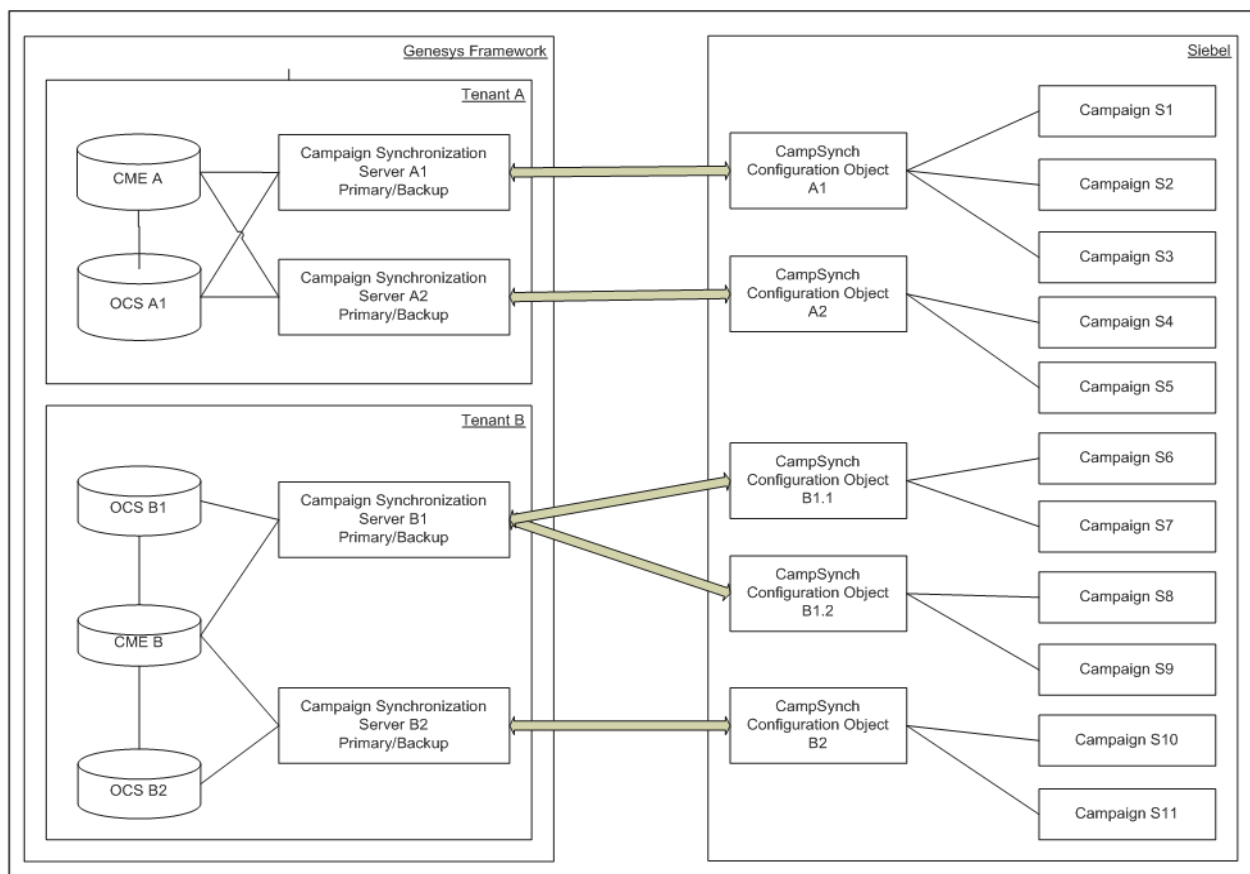 Genesys Framework
Tenant A
CME A
OCS A1
Campaign Synchronization
Server A1
Primary/Backup
Campaign Synchronization
Server A2
Primary/Backup
Tenant B
OCS B1
CME B
OCS B2
Campaign Synchronization
Server B1
Primary/Backup
Campaign Synchronization
Server B2
Primary/Backup
Siebel
CampSynch
Configuration Object
A1
CampSynch
Configuration Object
A2
CampSynch
Configuration Object
B1.1
CampSynch
Configuration Object
B1.2
CampSynch
Configuration Object
B2
Campaign S1
Campaign S2
Campaign S3
Campaign S4
Campaign S5
Campaign S6
Campaign S7
Campaign S8
Campaign S9
Campaign S10
Campaign S11